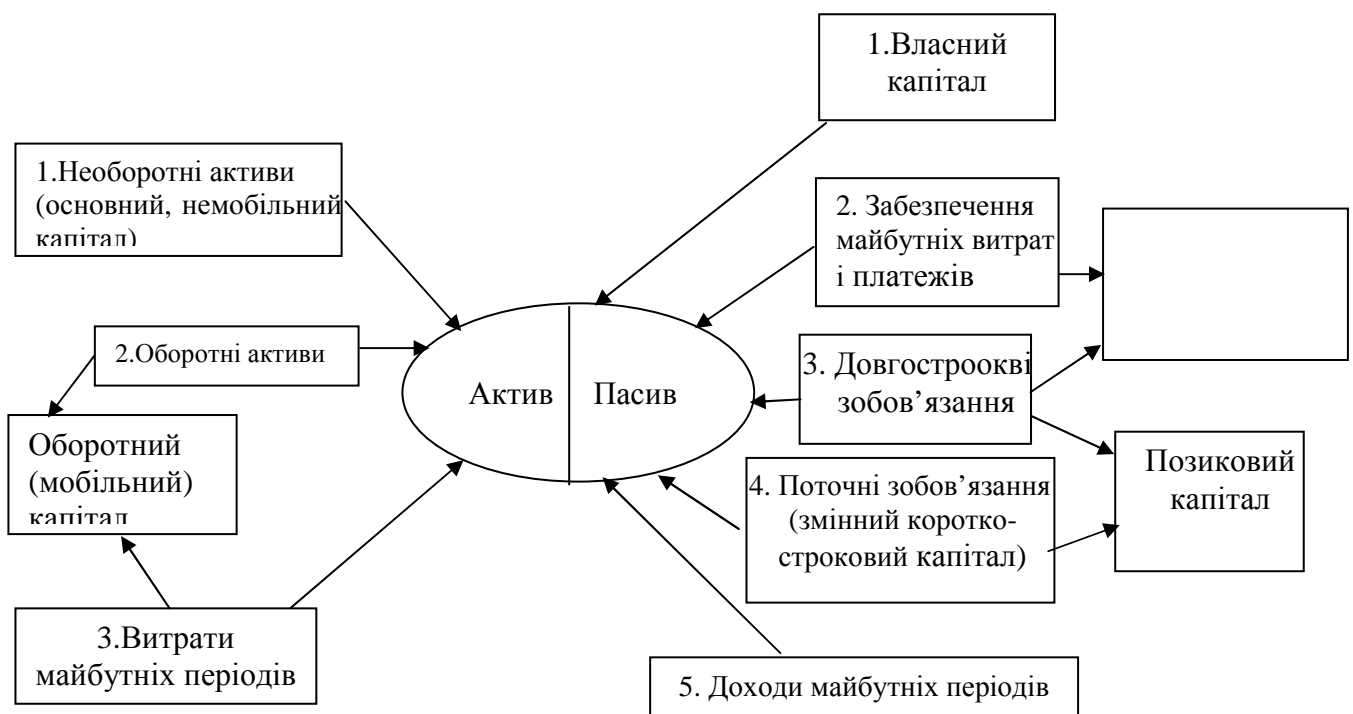 1.Власний
капітал
1.Необоротні активи
(основний, немобільний
капітал)
2. Забезпечення
майбутніх витрат
і платежів
2.Оборотні активи
Актив
Пасив
3. Довгостроокві
зобов’язання
Оборотний
(мобільний)
капітал
Позиковий
капітал
4. Поточні зобов’язання
(змінний коротко-
строковий капітал)
3.Витрати
майбутніх періодів
5. Доходи майбутніх періодів